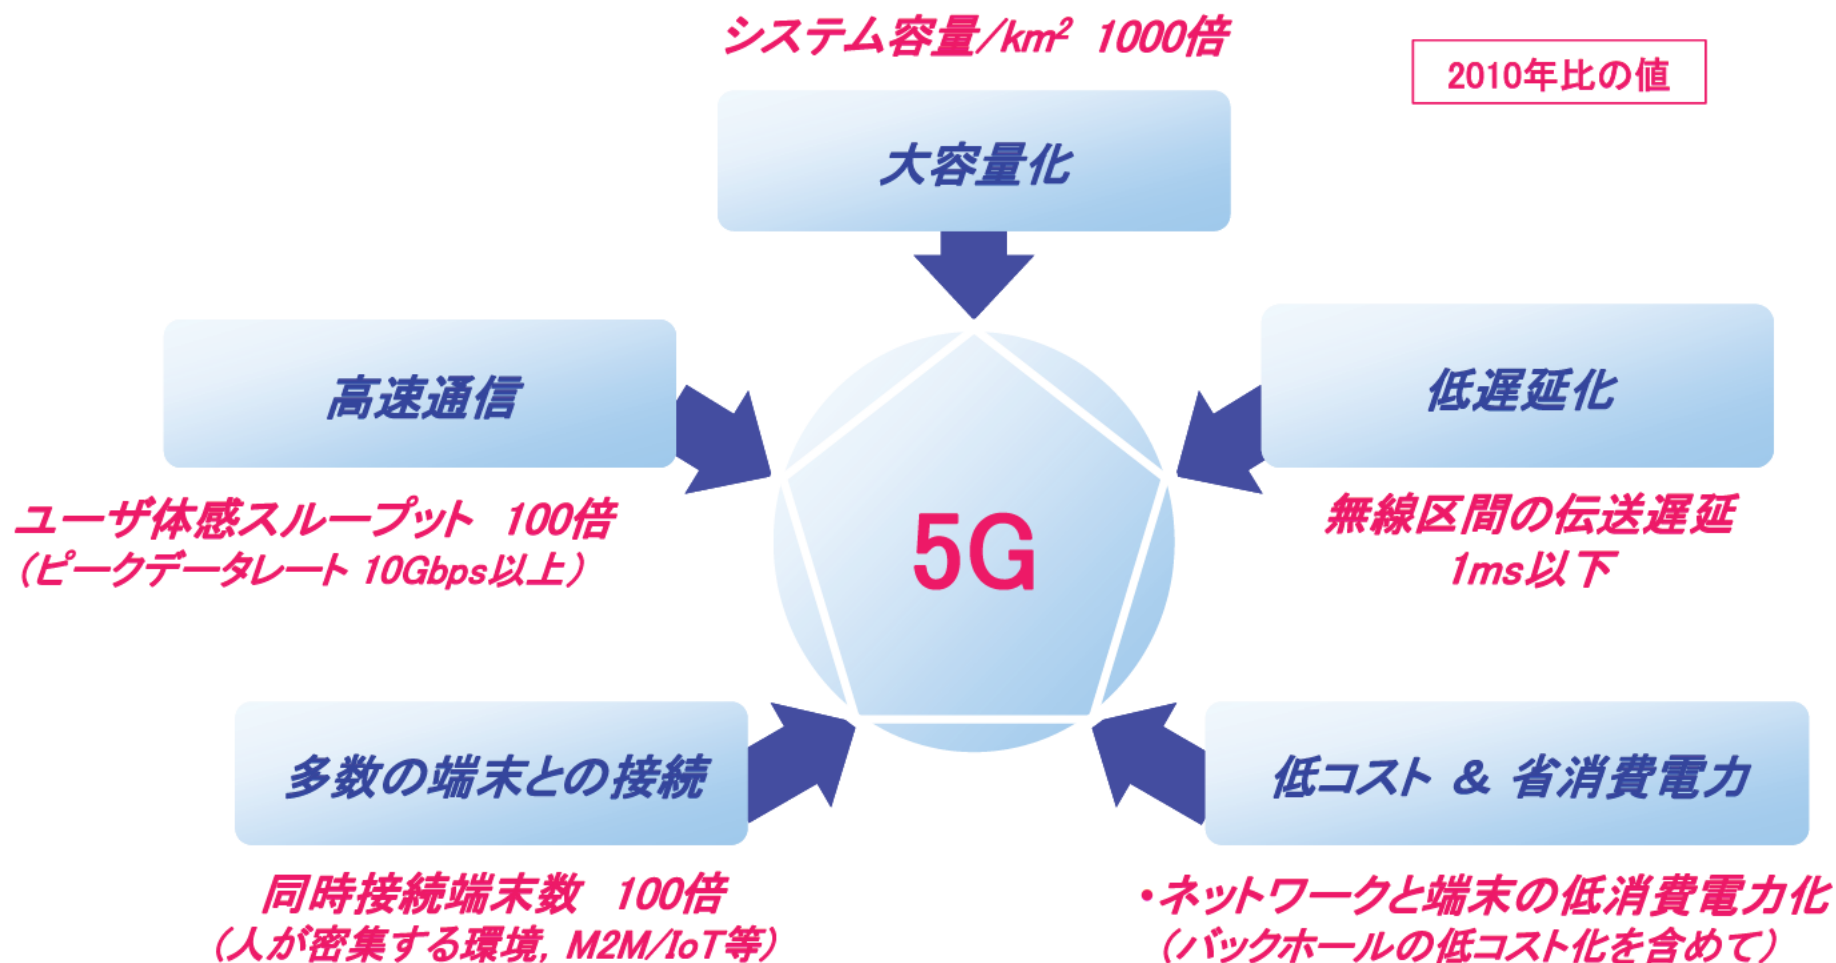 システム容量/km² 1000倍
2010年比の値
大容量化
高速通信
ユーザ体感スループット 100倍
（ピークデータレート 10Gbps以上）
低遅延化
無線区間の伝送遅延
1ms以下
5G
多数の端末との接続
同時接続端末数 100倍
（人が密集する環境, M2M/IoT等）
低コスト & 省消費電力
・ネットワークと端末の低消費電力化
（バックホールの低コスト化を含めて）